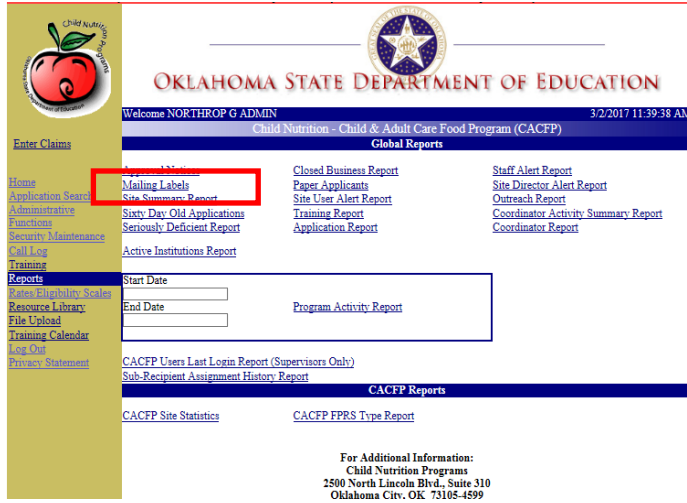 Child Nutrition Programs
OKLAHOMA STATE DEPARTMENT OF EDUCATION
Welcome NORTHROP G ADMIN 3/2/2017 11:39:38 AM
Child Nutrition - Child & Adult Care Food Program (CACFP)
Enter Claims
Global Reports
Approval Notices Closed Business Report Staff Alert Report
Home Mailing Labels Paper Applicants Site Director Alert Report
Application Search Site Summary Report Site User Alert Report Outreach Report
Administrative Sixty Day Old Applications Training Report Coordinator Activity Summary Report
Functions Seriously Deficient Report Application Report Coordinator Report
Security Maintenance
Call Log Active Institutions Report
Training
Reports Start Date
Rates/Eligibility Scales
Resource Library End Date Program Activity Report
File Upload
Training Calendar
Log Out
Privacy Statement CACFP Users Last Login Report (Supervisors Only)
Sub-Recipient Assignment History Report
CACFP Reports
CACFP Site Statistics CACFP FPRS Type Report
For Additional Information:
Child Nutrition Programs
2500 North Lincoln Blvd., Suite 310
Oklahoma City, OK 73105-4599